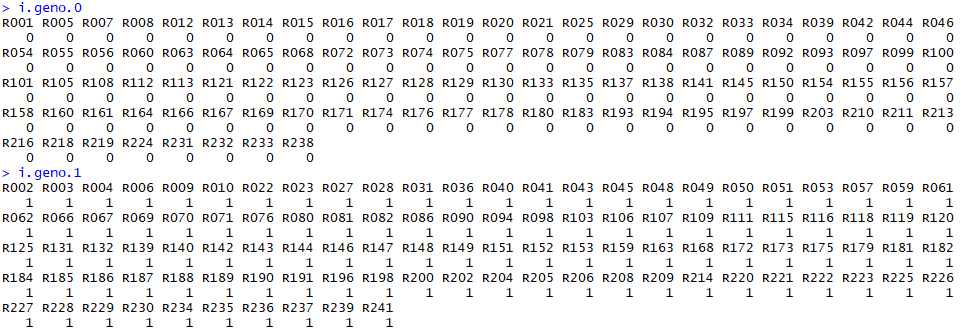 > i.geno.0
R001 R005 R007 R008 R012 R013 R014 R015 R016 R017 R018 R019 R020 R021 R025 R029 R030 R032 R033 R034 R039 R042 R044 R046
0 0 0 0 0 0 0 0 0 0 0 0 0 0 0 0 0 0 0 0 0 0 0 0
R054 R055 R056 R060 R063 R064 R065 R068 R072 R073 R074 R075 R077 R078 R079 R083 R084 R087 R089 R092 R093 R097 R099 R100
0 0 0 0 0 0 0 0 0 0 0 0 0 0 0 0 0 0 0 0 0 0 0 0
R101 R105 R108 R112 R113 R121 R122 R123 R126 R127 R128 R129 R130 R133 R135 R137 R138 R141 R145 R150 R154 R155 R156 R157
0 0 0 0 0 0 0 0 0 0 0 0 0 0 0 0 0 0 0 0 0 0 0 0
R158 R160 R161 R164 R166 R167 R169 R170 R171 R174 R176 R177 R178 R180 R183 R193 R194 R195 R197 R199 R203 R210 R211 R213
0 0 0 0 0 0 0 0 0 0 0 0 0 0 0 0 0 0 0 0 0 0 0 0
R216 R218 R219 R224 R231 R232 R233 R238
0 0 0 0 0 0 0 0
> i.geno.1
R002 R003 R004 R006 R009 R010 R022 R023 R027 R028 R031 R036 R040 R041 R043 R045 R048 R049 R050 R051 R053 R057 R059 R061
1 1 1 1 1 1 1 1 1 1 1 1 1 1 1 1 1 1 1 1 1 1 1 1
R062 R066 R067 R069 R070 R071 R076 R080 R081 R082 R086 R090 R094 R098 R103 R106 R107 R109 R111 R115 R116 R118 R119 R120
1 1 1 1 1 1 1 1 1 1 1 1 1 1 1 1 1 1 1 1 1 1 1 1
R125 R131 R132 R139 R140 R142 R143 R144 R146 R147 R148 R149 R151 R152 R153 R159 R163 R168 R172 R173 R175 R179 R181 R182
1 1 1 1 1 1 1 1 1 1 1 1 1 1 1 1 1 1 1 1 1 1 1 1
R184 R185 R186 R187 R188 R189 R190 R191 R196 R198 R200 R202 R204 R205 R206 R208 R209 R214 R220 R221 R222 R223 R225 R226
1 1 1 1 1 1 1 1 1 1 1 1 1 1 1 1 1 1 1 1 1 1 1 1
R227 R228 R229 R230 R234 R235 R236 R237 R239 R241
1 1 1 1 1 1 1 1 1 1